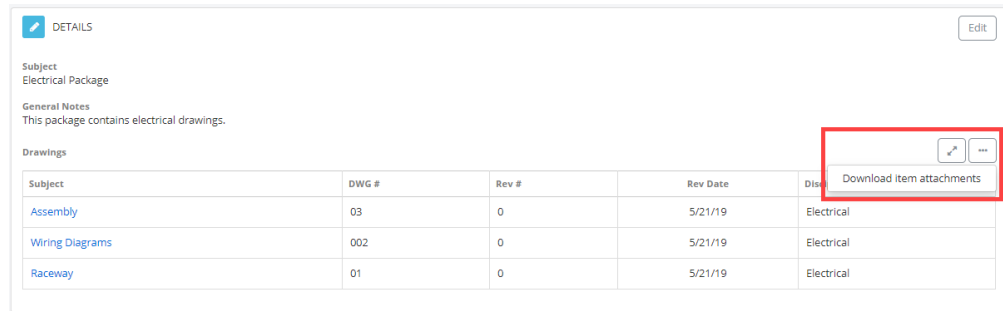 DETAILS
Edit
Subject
Electrical Package
General Notes
This package contains electrical drawings.
Drawings
Download item attachments
Subject DWG # Rev # Rev Date
Assembly 03 0 5/21/19 Electrical
Wiring Diagrams 002 0 5/21/19 Electrical
Raceway 01 0 5/21/19 Electrical